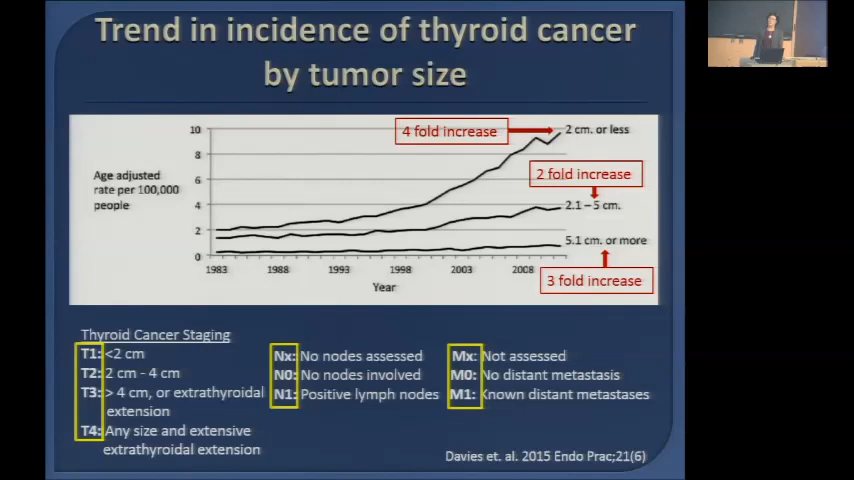 Trend in incidence of thyroid cancer
by tumor size
10
8
6
4
2
0
Age adjusted
rate per 100,000
people
4 fold increase
2 cm. or less
2 fold increase
2.1 – 5 cm.
5.1 cm. or more
3 fold increase
1983 1988 1993 1998 2003 2008
Year
Thyroid Cancer Staging
T1: <2 cm
T2: 2 cm - 4 cm
T3: > 4 cm, or extrathyroidal
extension
T4: Any size and extensive
extrathyroidal extension
Nx: No nodes assessed
N0: No nodes involved
N1: Positive lymph nodes
Mx: Not assessed
M0: No distant metastasis
M1: Known distant metastases
Davies et. al. 2015 Endo Prac;21(6)